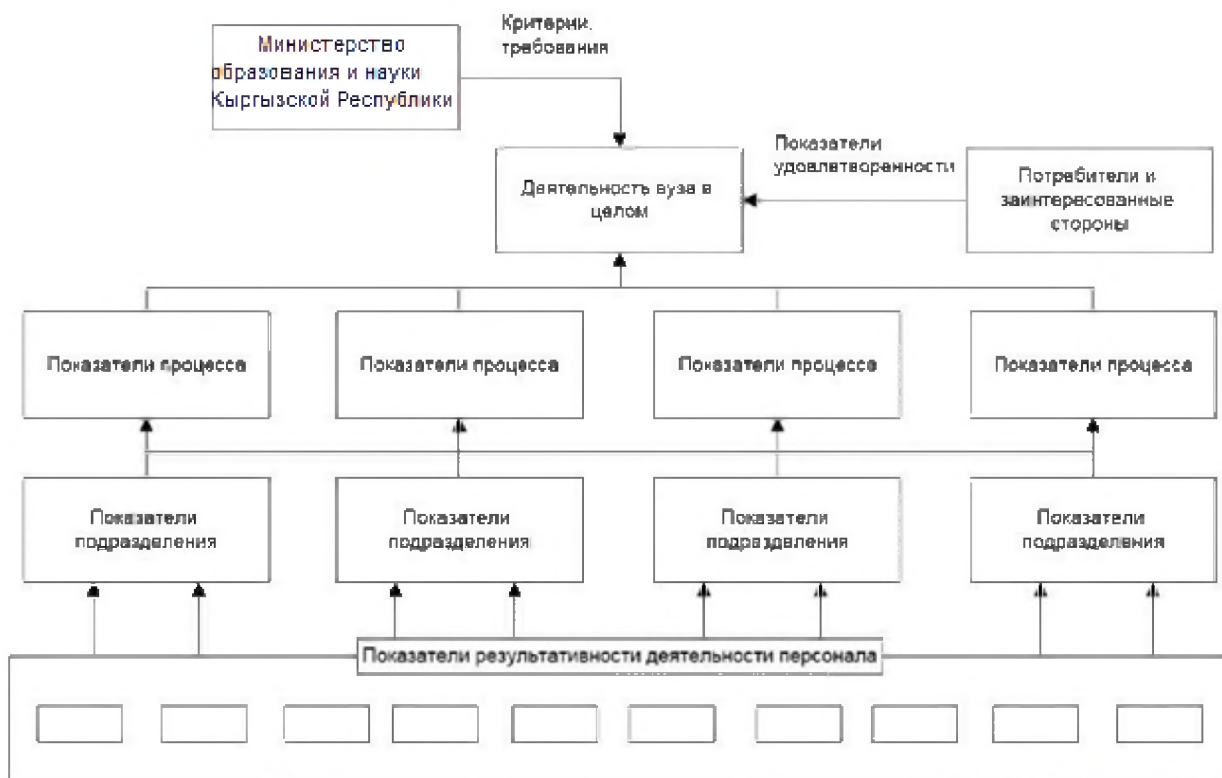 Критерии,
требования
Министерство
образования и науки
Кыргызской Республики
Показатели
удовлетворенности
Деятельность вуза в
целом
Потребители и
заинтересованные
стороны
Показатели процесса
Показатели процесса
Показатели процесса
Показатели процесса
Показатели
подразделения
Показатели
подразделения
Показатели
подразделения
Показатели
подразделения
Показатели результативности деятельности персонала